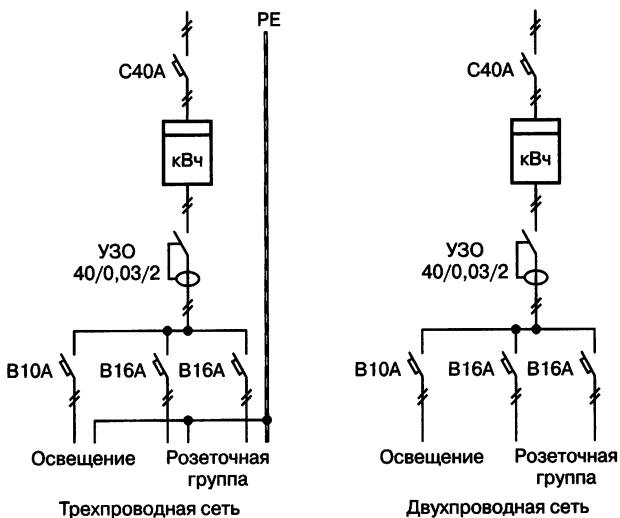 PE
C40A
кВч
УЗО
40/0,03/2
B10A
B16A
B16A
Освещение
Розеточная
группа
Трехпроводная сеть
C40A
кВч
УЗО
40/0,03/2
B10A
B16A
B16A
Освещение
Розеточная
группа
Двухпроводная сеть